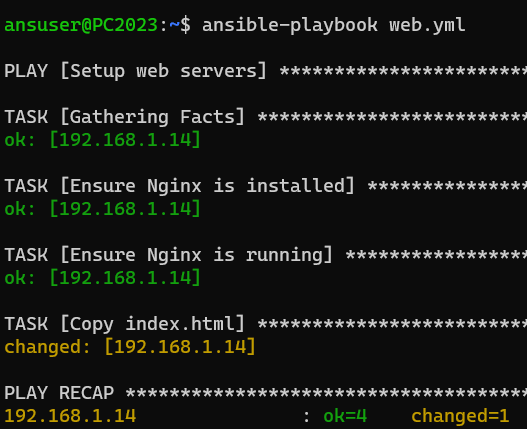 ansuser@PC2023:~$ ansible-playbook web.yml
PLAY [Setup web servers] ***********************
TASK [Gathering Facts] *************************
ok: [192.168.1.14]
TASK [Ensure Nginx is installed] ***************
ok: [192.168.1.14]
TASK [Ensure Nginx is running] *****************
ok: [192.168.1.14]
TASK [Copy index.html] *************************
changed: [192.168.1.14]
PLAY RECAP *************************************
192.168.1.14               : ok=4    changed=1